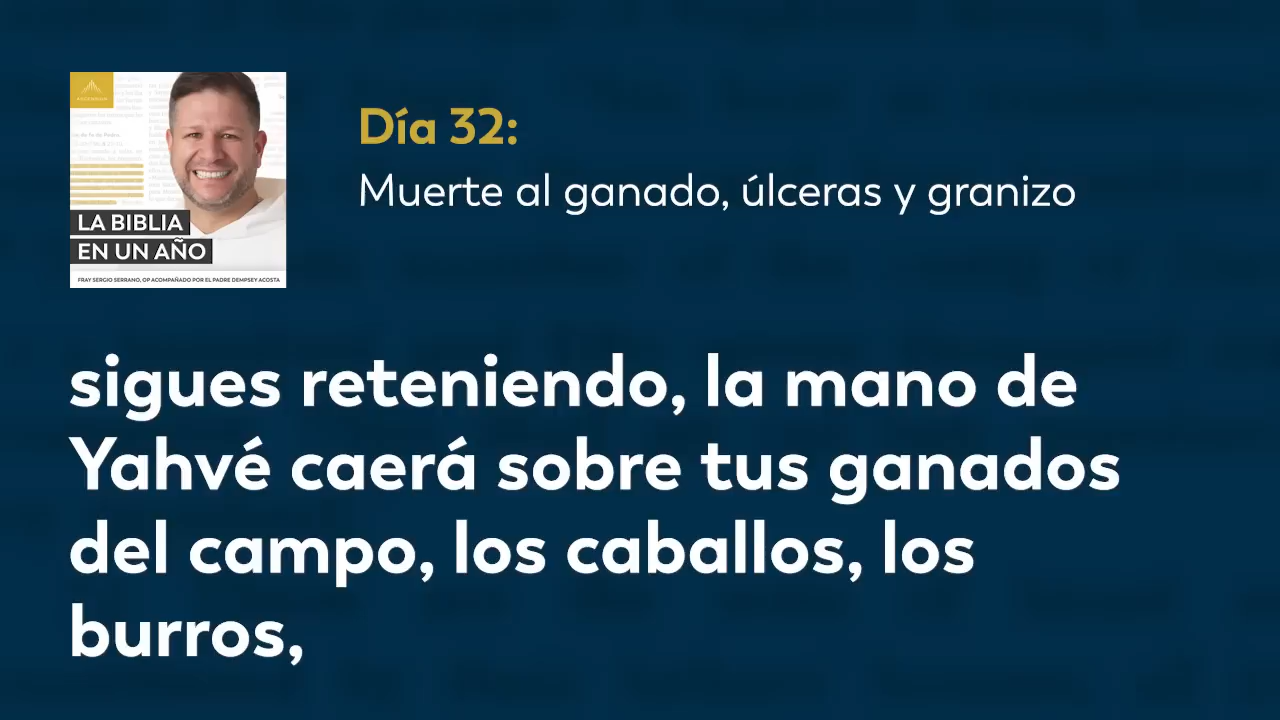 ASCENSION
Día 32:
Muerte al ganado, úlceras y granizo
LA BIBLIA
EN UN AÑO
FRAY SERGIO SERRANO, OP ACOMPAÑADO POR EL PADRE DEMPSEY ACOSTA
sigues reteniendo, la mano de
Yahvé caerá sobre tus ganados
del campo, los caballos, los
burros,